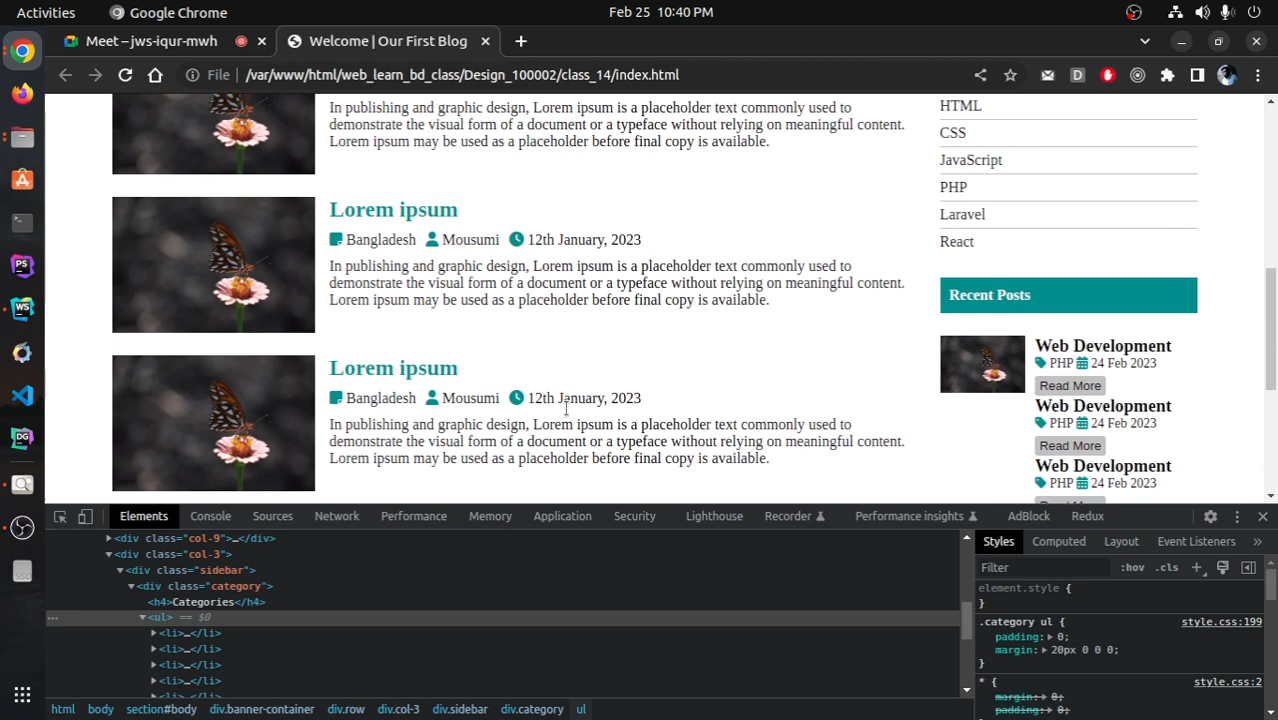 Activities
Google Chrome
Feb 25 10:40 PM
Meet – jws-iqur-mwh
Welcome | Our First Blog
File
/var/www/html/web_learn_bd_class/Design_100002/class_14/index.html
In publishing and graphic design, Lorem ipsum is a placeholder text commonly used to
demonstrate the visual form of a document or a typeface without relying on meaningful content.
Lorem ipsum may be used as a placeholder before final copy is available.
Lorem ipsum
Bangladesh Mousumi 12th January, 2023
In publishing and graphic design, Lorem ipsum is a placeholder text commonly used to
demonstrate the visual form of a document or a typeface without relying on meaningful content.
Lorem ipsum may be used as a placeholder before final copy is available.
Lorem ipsum
Bangladesh Mousumi 12th January, 2023
In publishing and graphic design, Lorem ipsum is a placeholder text commonly used to
demonstrate the visual form of a document or a typeface without relying on meaningful content.
Lorem ipsum may be used as a placeholder before final copy is available.
HTML
CSS
JavaScript
PHP
Laravel
React
Recent Posts
Web Development
PHP 24 Feb 2023
Read More
Web Development
PHP 24 Feb 2023
Read More
Web Development
PHP 24 Feb 2023
Read More
PS
WS
DG
SSD
D
Elements Console Sources Network Performance Memory Application Security Lighthouse Recorder Performance insights AdBlock Redux
<div class="col-9">…</div>
<div class="col-3">
<div class="sidebar">
<div class="category">
<h4>Categories</h4>
<ul> == $0
<li>…</li>
<li>…</li>
<li>…</li>
<li>…</li>
<li>…</li>
html body section#body div.banner-container div.row div.col-3 div.sidebar div.category ul
Styles Computed Layout Event Listeners »
Filter :hov .cls +
element.style {
}
.category ul { style.css:199
padding: 0;
margin: 20px 0 0 0;
}
* { style.css:2
margin: 0;
padding: 0;